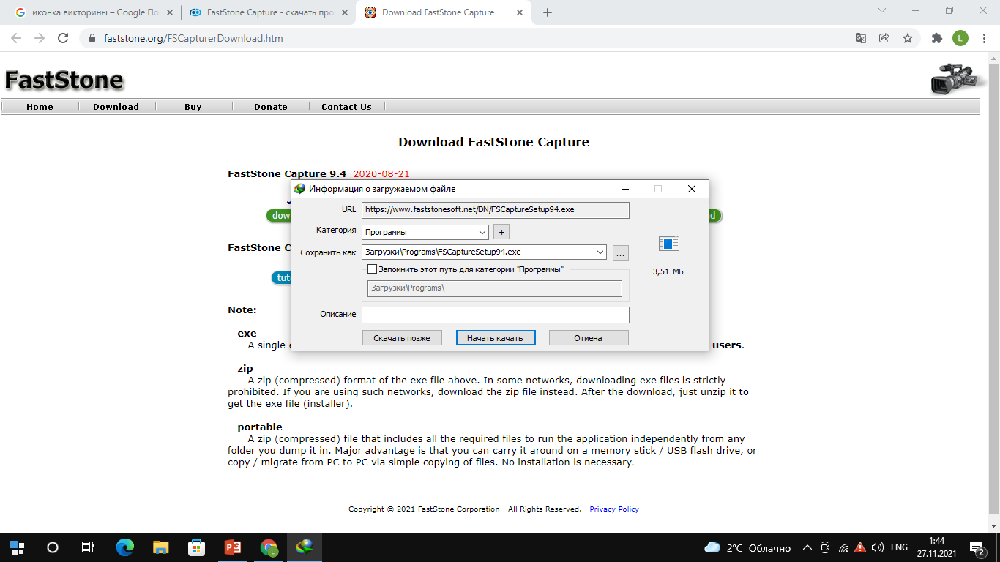 иконка викторины – Google По
FastStone Capture - скачать про
Download FastStone Capture
faststone.org/FSCapturerDownload.htm
L
FastStone
Home
Download
Buy
Donate
Contact Us
Download FastStone Capture
FastStone Capture 9.4 2020-08-21
Информация о загружаемом файле
URL
https://www.faststonesoft.net/DN/FSCaptureSetup94.exe
Категория
Программы
+
Сохранить как
Загрузки\Programs\FSCaptureSetup94.exe
...
3,51 МБ
Запомнить этот путь для категории "Программы"
Загрузки\Programs\
Описание
Скачать позже
Начать качать
Отмена
dow
d
FastStone C
tut
Note:
exe
A single e
users.
zip
A zip (compressed) format of the exe file above. In some networks, downloading exe files is strictly
prohibited. If you are using such networks, download the zip file instead. After the download, just unzip it to
get the exe file (installer).
portable
A zip (compressed) file that includes all the required files to run the application independently from any
folder you dump it in. Major advantage is that you can carry it around on a memory stick / USB flash drive, or
copy / migrate from PC to PC via simple copying of files. No installation is necessary.
Copyright © 2021 FastStone Corporation - All Rights Reserved. Privacy Policy
2°C Облачно
ENG
1:44
27.11.2021
2